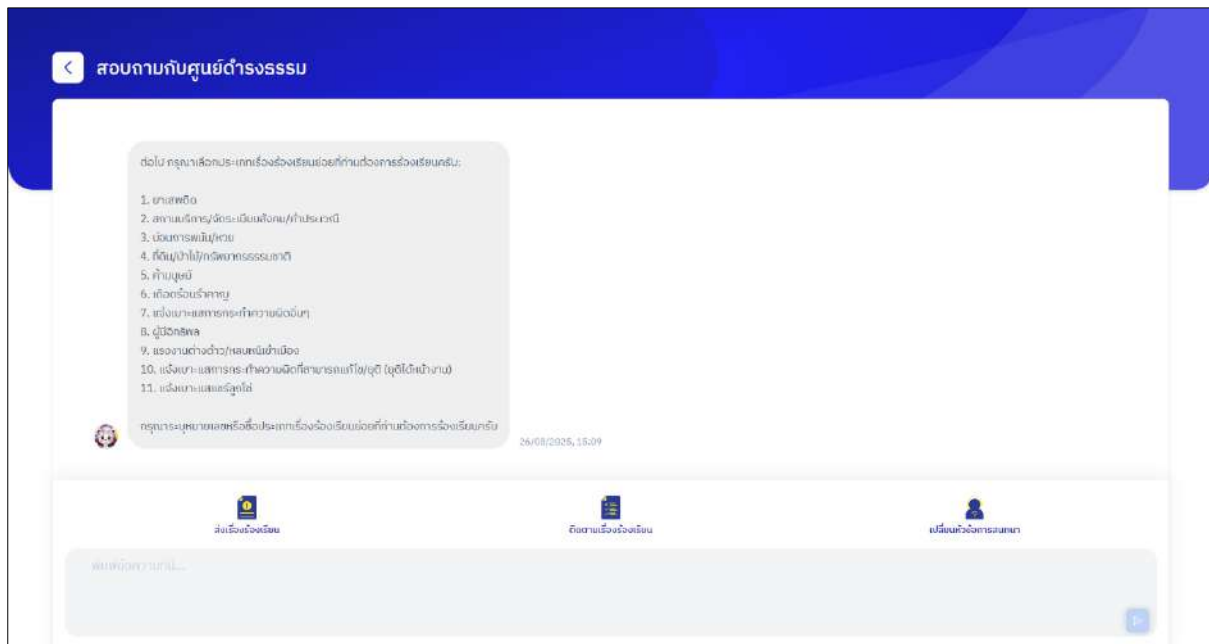 สอบถามกับศูนย์ดำรงธรรม
ต่อไป กรุณาเลือกประเภทเรื่องร้องเรียนย่อยที่ท่านต้องการร้องเรียนครับ:
1. ยาเสพติด
2. สถานบริการ/จัดระเบียบสังคม/ค้าประเวณี
3. บ่อนการพนัน/หวย
4. ที่ดิน/ป่าไม้/ทรัพยากรธรรมชาติ
5. ค้ามนุษย์
6. เดือดร้อนรำคาญ
7. แจ้งเบาะแสการกระทำความผิดอื่นๆ
8. ผู้มีอิทธิพล
9. แรงงานต่างด้าว/หลบหนีเข้าเมือง
10. แจ้งเบาะแสการกระทำความผิดที่สามารถแก้ไข/ยุติ (ยุติได้หน้างาน)
11. แจ้งเบาะแสแชร์ลูกโซ่
กรุณาระบุหมายเลขหรือชื่อประเภทเรื่องร้องเรียนย่อยที่ท่านต้องการร้องเรียนครับ
26/08/2025, 15:09
ส่งเรื่องร้องเรียน
ติดตามเรื่องร้องเรียน
เปลี่ยนหัวข้อการสนทนา
พิมพ์ข้อความที่นี่...